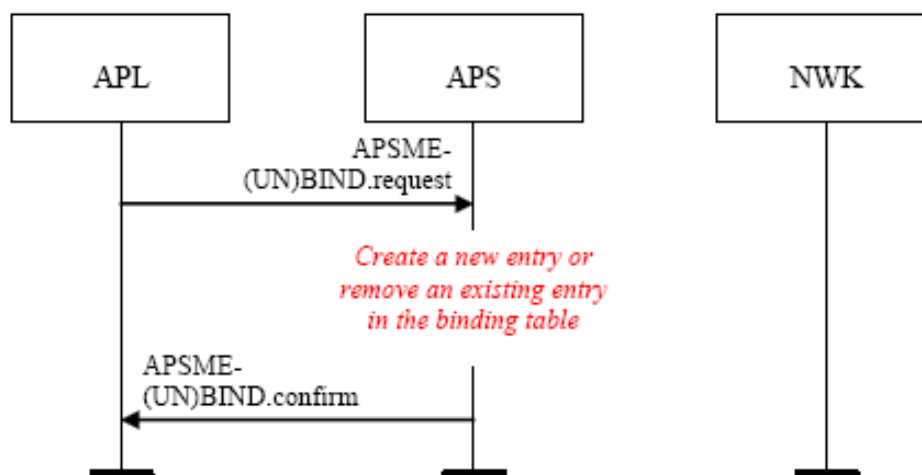 APL
APS
NWK
APSME-
(UN)BIND.request
Create a new entry or
remove an existing entry
in the binding table
APSME-
(UN)BIND.confirm